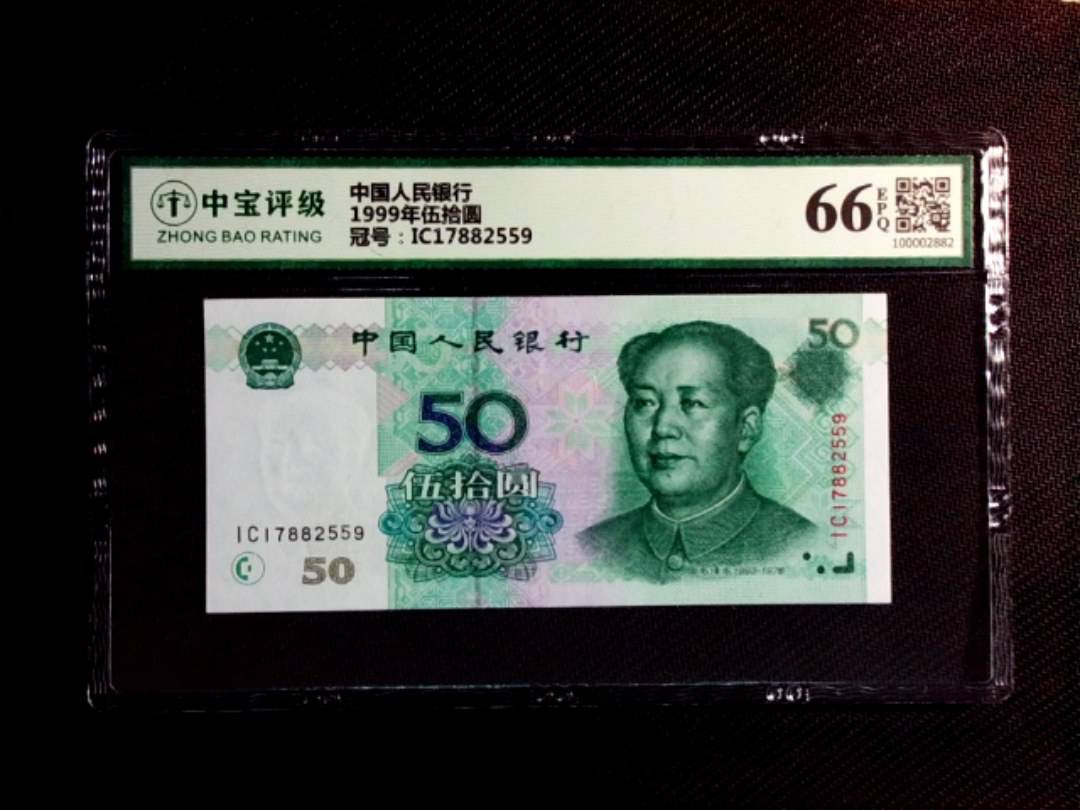 中宝评级
ZHONG BAO RATING
中国人民银行
1999年伍拾圆
冠号：IC17882559
66
EPQ
100002882
中国人民银行
50
50
伍拾圆
IC17882559
50
IC17882559